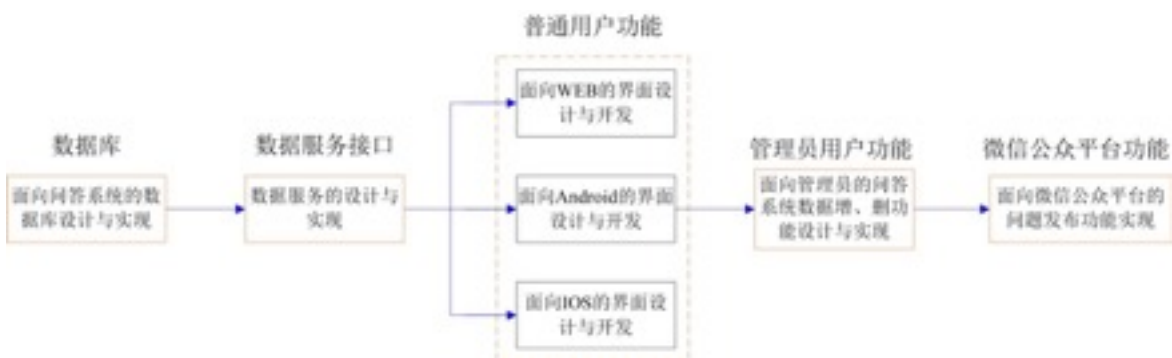 普通用户功能
面向WEB的界面设
计与开发
数据库
面向问答系统的数
据库设计与实现
数据服务接口
数据服务的设计与
实现
面向Android的界面
设计与开发
面向IOS的界面设
计与开发
管理员用户功能
面向管理员的问答
系统数据增、删功
能设计与实现
微信公众平台功能
面向微信公众平台的
问题发布功能实现